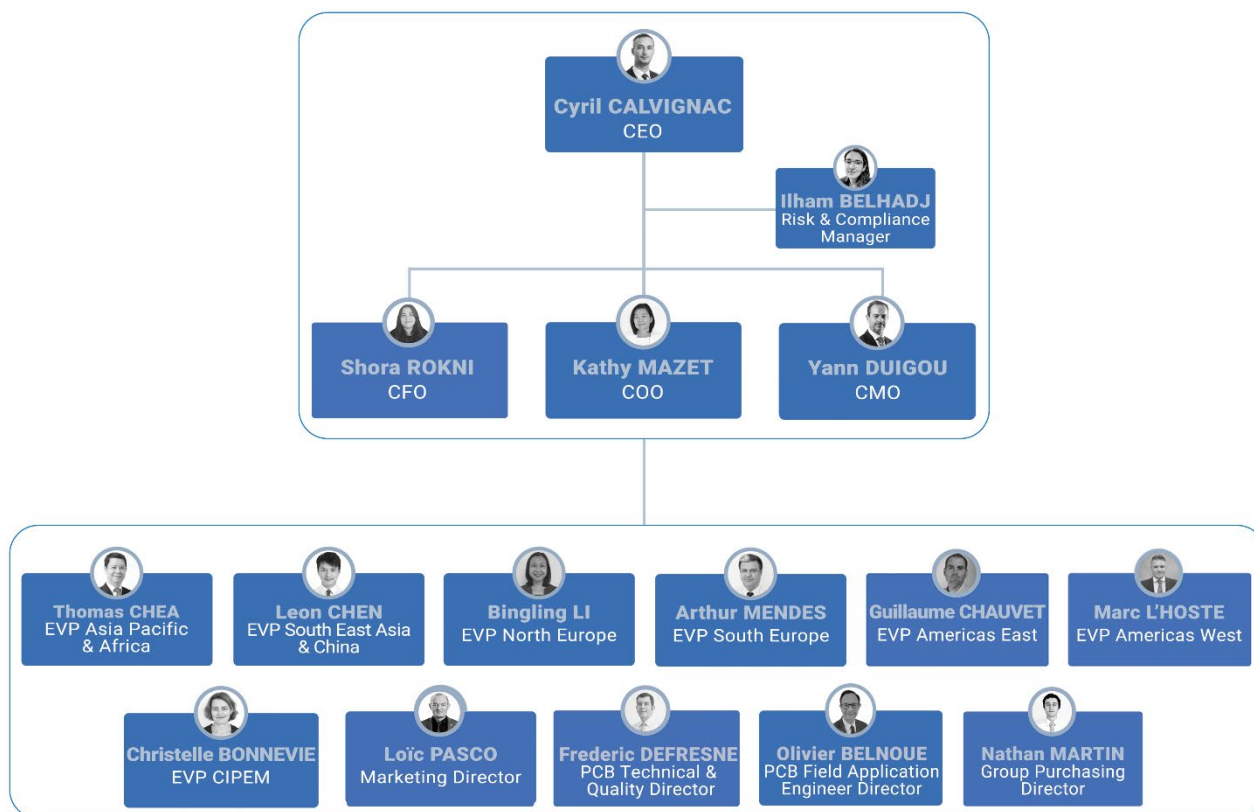 Cyril CALVIGNAC
CEO
Ilham BELHADJ
Risk & Compliance
Manager
Shora ROKNI
CFO
Kathy MAZET
COO
Yann DUIGOU
CMO
Thomas CHEA
EVP Asia Pacific
& Africa
Leon CHEN
EVP South East Asia
& China
Bingling LI
EVP North Europe
Arthur MENDES
EVP South Europe
Guillaume CHAUVET
EVP Americas East
Marc L’HOSTE
EVP Americas West
Christelle BONNEVIE
EVP CIPEM
Loïc PASCO
Marketing Director
Frederic DEFRESNE
PCB Technical &
Quality Director
Olivier BELNOUE
PCB Field Application
Engineer Director
Nathan MARTIN
Group Purchasing
Director